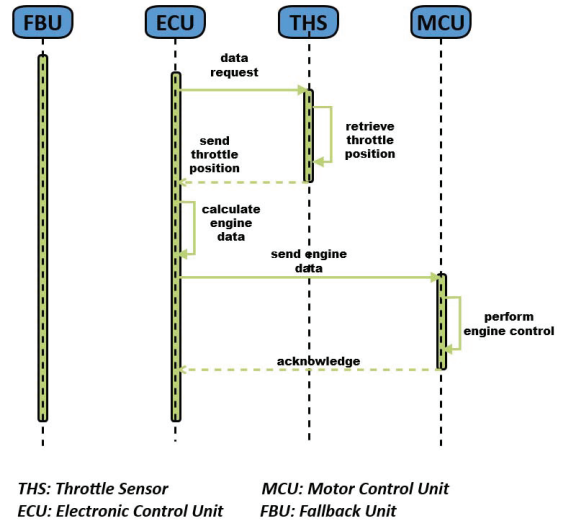 FBU ECU THS MCU
data
request
retrieve
throttle
position
send
throttle
position
calculate
engine
data
send engine
data
perform
engine control
acknowledge
THS: Throttle Sensor MCU: Motor Control Unit
ECU: Electronic Control Unit FBU: Fallback Unit